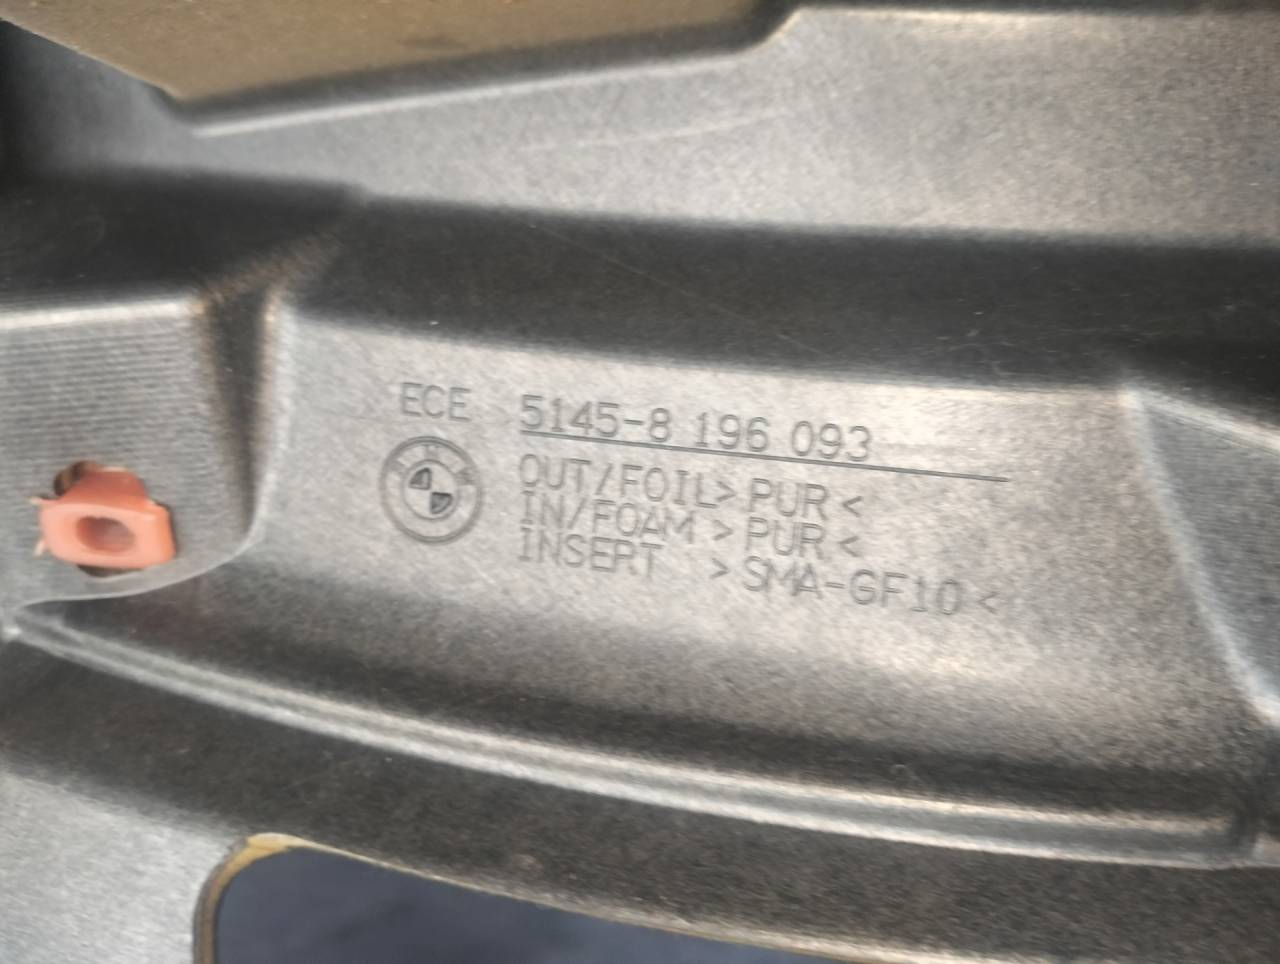 ECE 5145-8 196 093
OUT/FOIL> PUR <
IN/FOAM > PUR <
INSERT > SMA-GF10 <